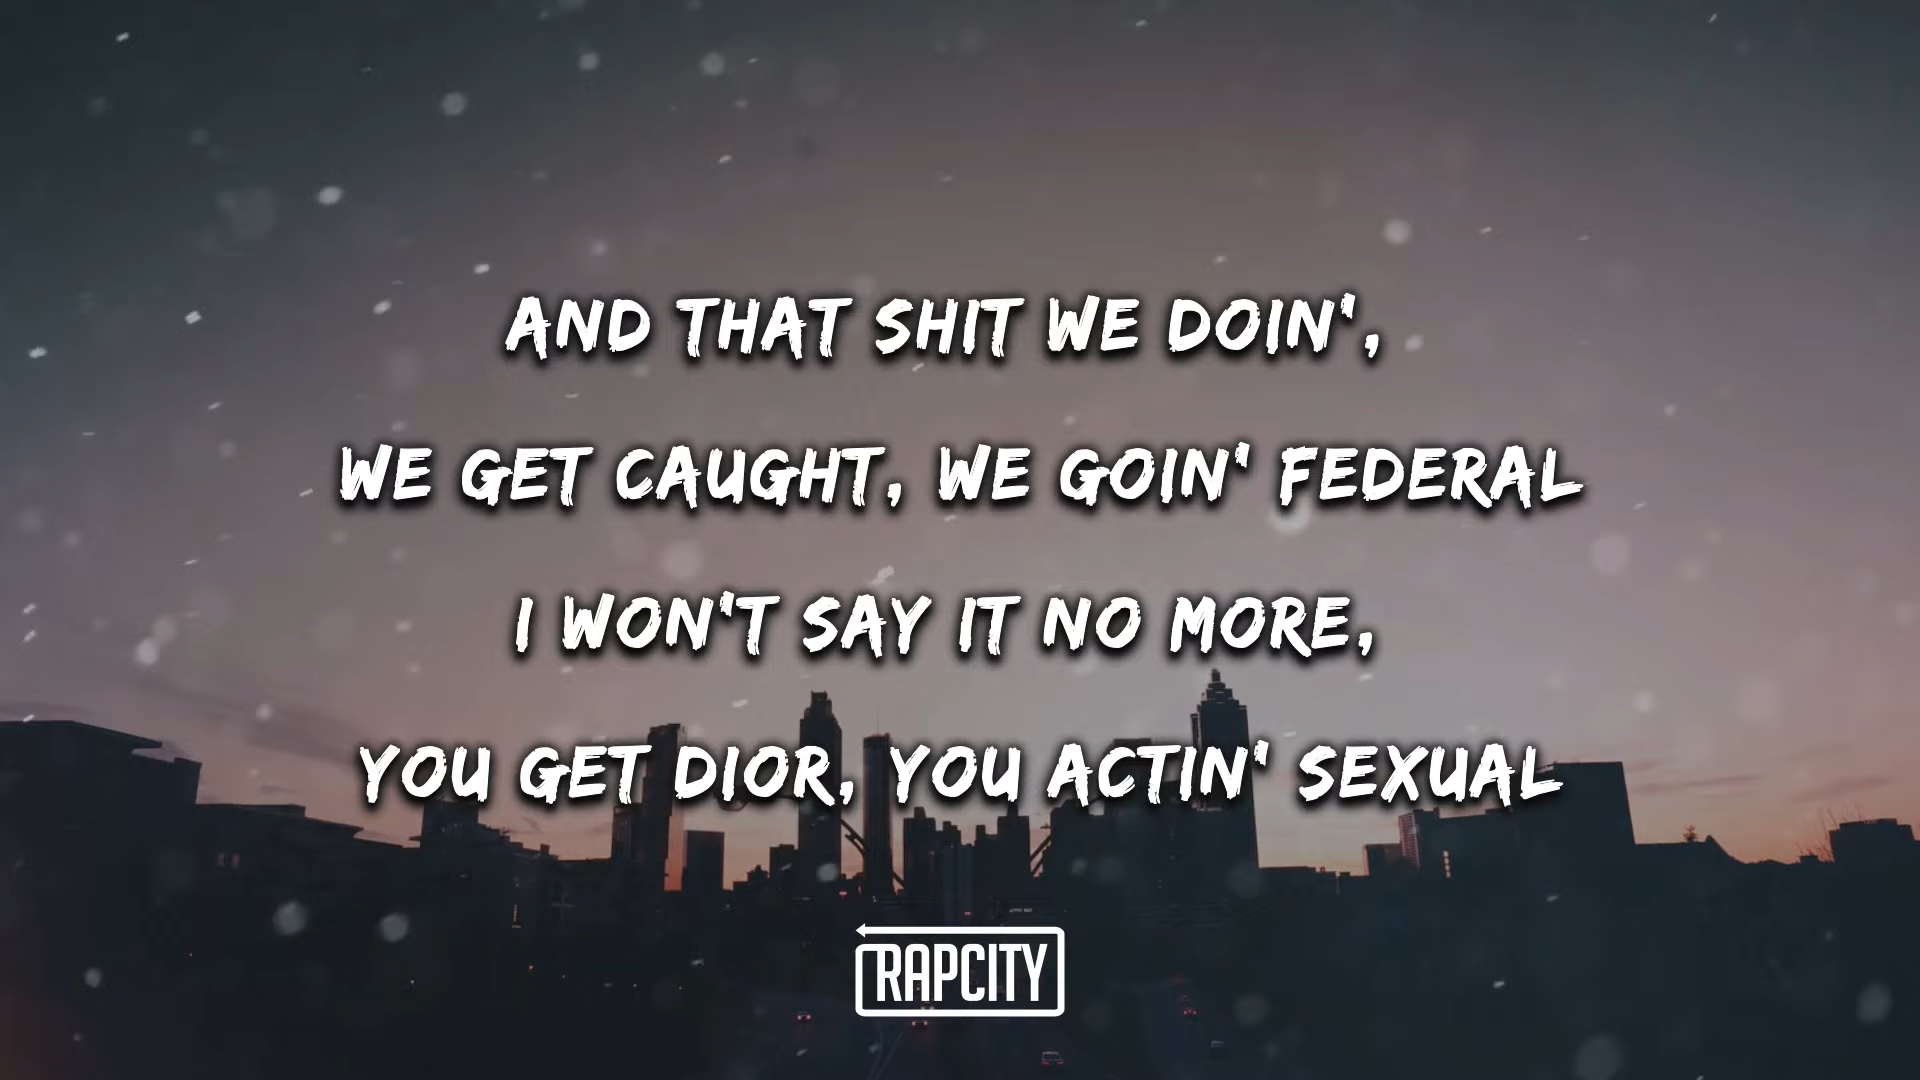 AND THAT SHIT WE DOIN',
WE GET CAUGHT, WE GOIN' FEDERAL
I WON'T SAY IT NO MORE,
YOU GET DIOR, YOU ACTIN' SEXUAL
RAPCITY